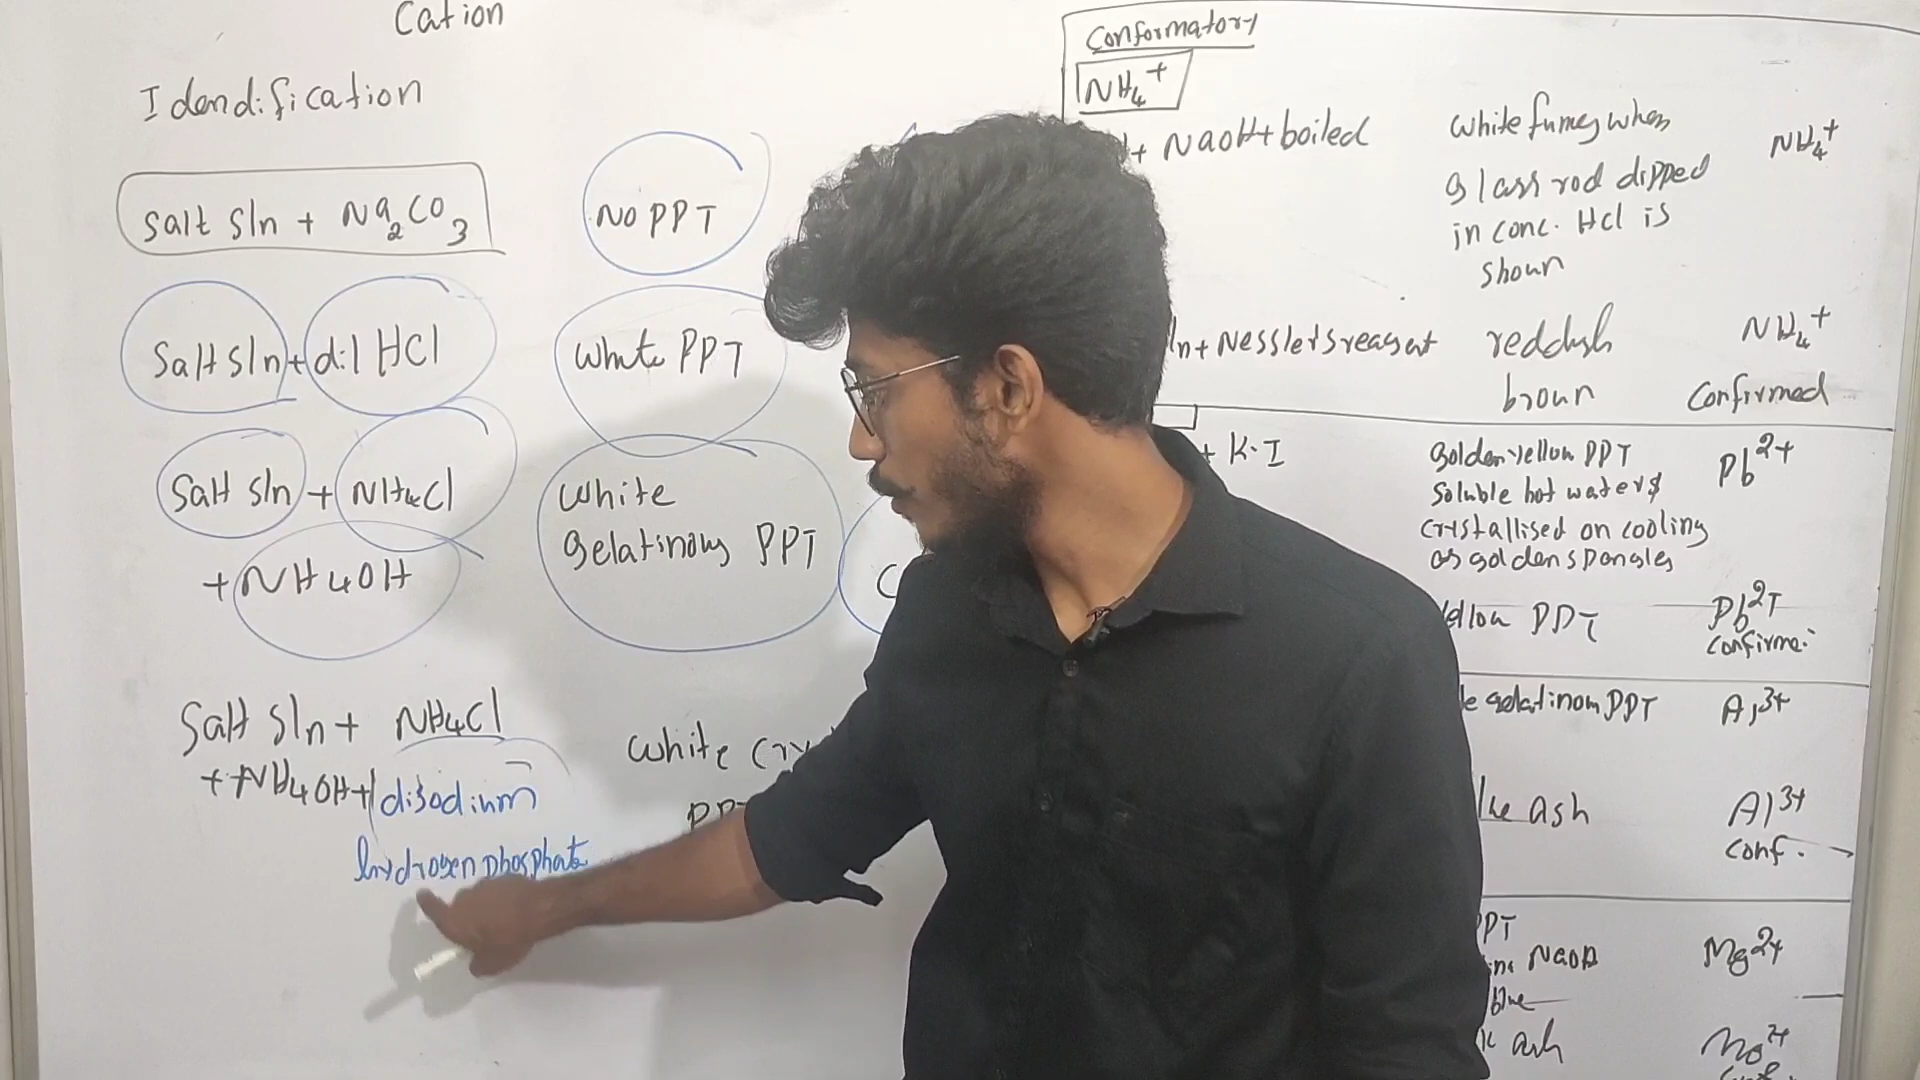 Cation
Idendification
Salt sln + Na2CO3
NO PPT
Salt sln + dil HCl
White PPT
Salt sln + NH4Cl
+ NH4OH
White
Gelatinous PPT
Salt sln + NH4Cl
+ + NH4OH + disodium
hydrogen phosphate
White
Conformatory
NH4+
+ NaOH + boiled
White fumes when
glass rod dipped
in conc. HCl is
shown
NH4+
+ Nessler's reagent
reddish
brown
NH4+
Confirmed
+ K.I
Golden yellow PPT
Soluble hot water &
crystallised on cooling
as golden spangles
Pb2+
PPT
Pb2+
gelatinous PPT
Al3+
ash
Al3+
conf.
PPT
NaOH
blue
Mg2+
ash